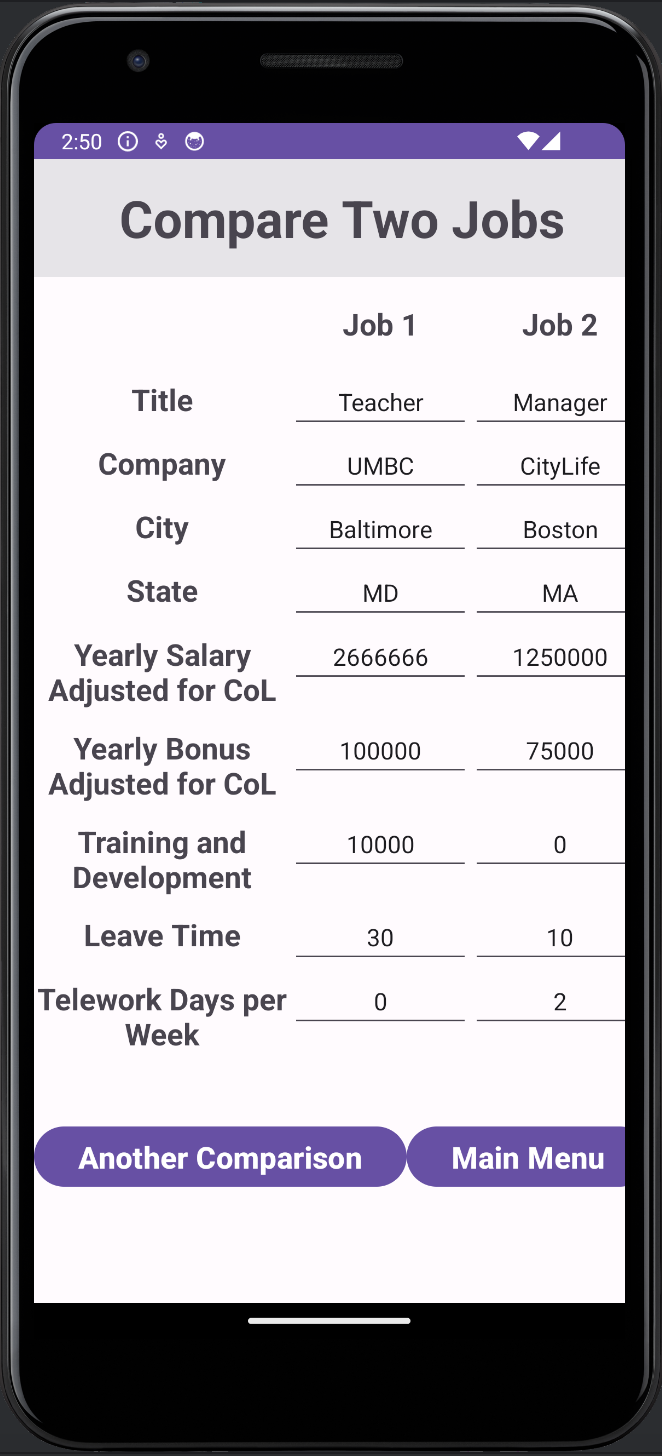 2:50
Compare Two Jobs
Job 1 Job 2
Title Teacher Manager
Company UMBC CityLife
City Baltimore Boston
State MD MA
Yearly Salary 2666666 1250000
Adjusted for CoL
Yearly Bonus 100000 75000
Adjusted for CoL
Training and 10000 0
Development
Leave Time 30 10
Telework Days per 0 2
Week
Another Comparison Main Menu